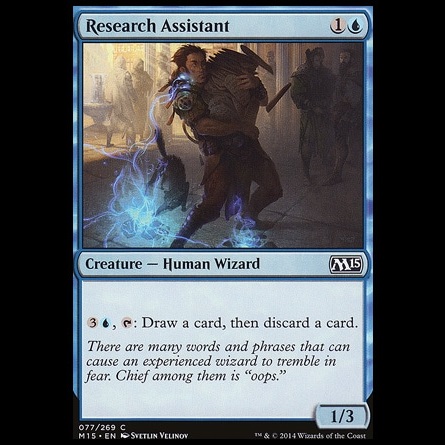 Research Assistant 1
Creature — Human Wizard M15
3, : Draw a card, then discard a card.
There are many words and phrases that can
cause an experienced wizard to tremble in
fear. Chief among them is “oops.”
1/3
077/269 C
M15 • EN Svetlin Velinov ™ & © 2014 Wizards of the Coast